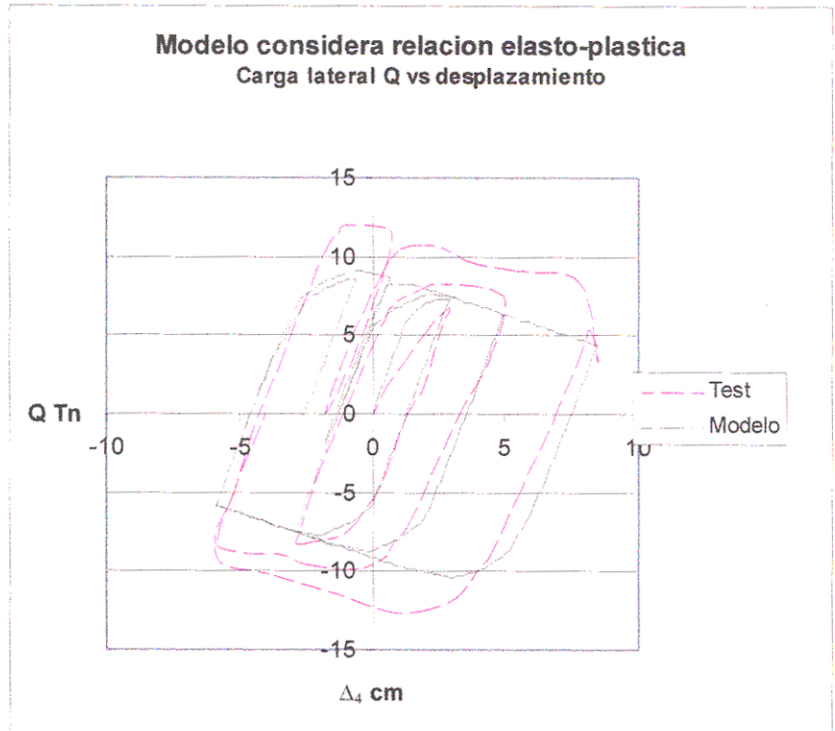 Modelo considera relacion elasto-plastica
Carga lateral Q vs desplazamiento
15
10
5
0
-5
-10
-15
Q Tn
-10
-5
0
5
10
Test
Modelo
Δ₄ cm